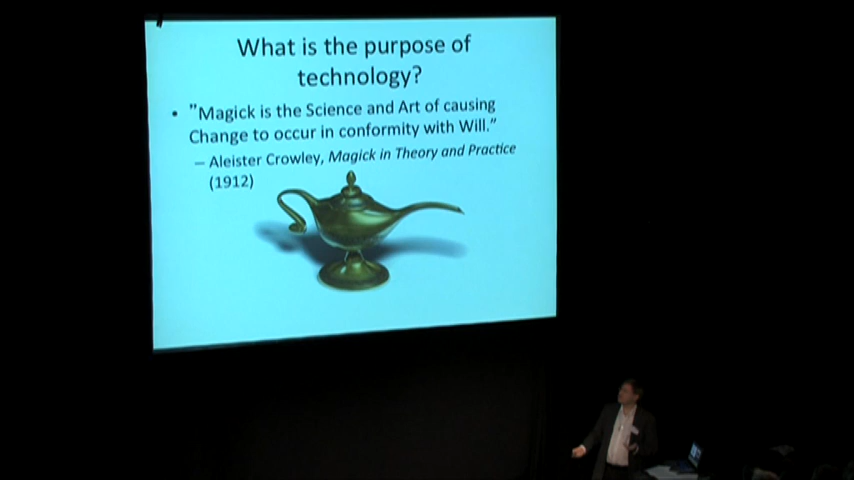 What is the purpose of
technology?
• "Magick is the Science and Art of causing
Change to occur in conformity with Will."
– Aleister Crowley, Magick in Theory and Practice
(1912)